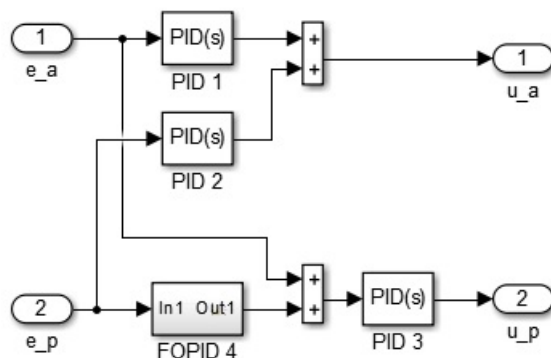 1
e_a
PID(s)
PID 1
+
+
1
u_a
PID(s)
PID 2
2
e_p
In1 Out1
FOPID 4
+
+
PID(s)
PID 3
2
u_p